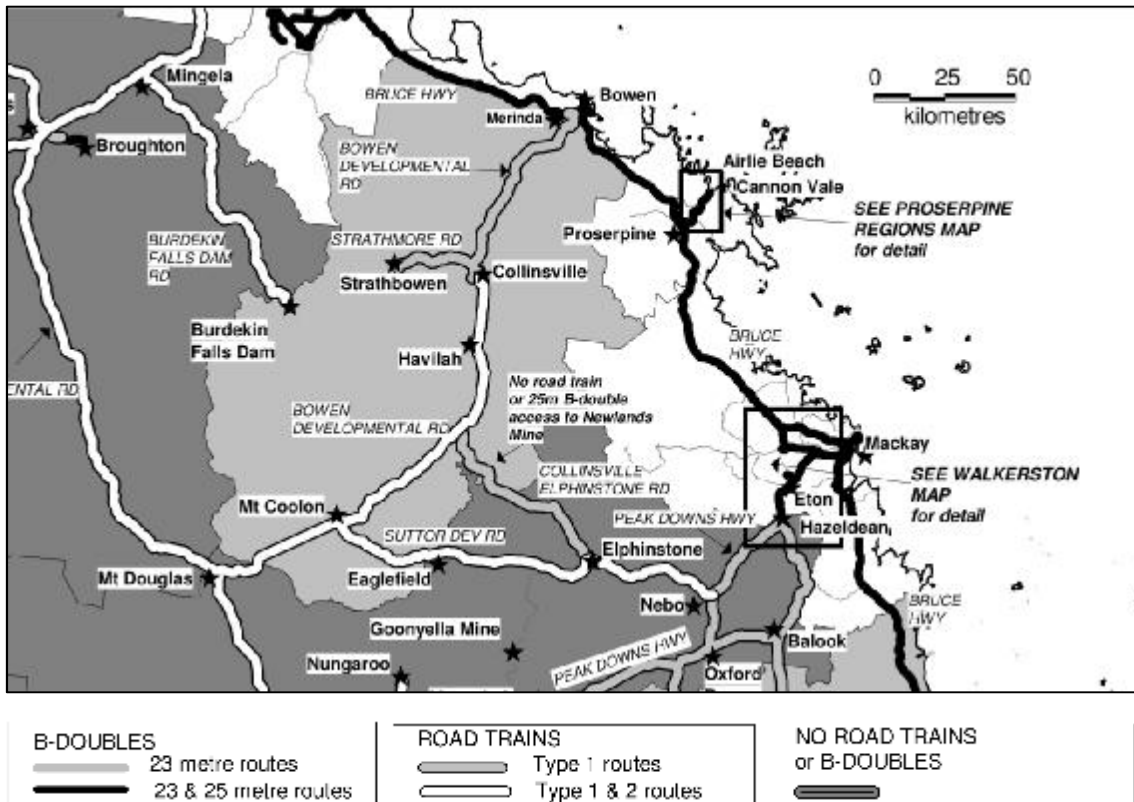 Mingela
Broughton
BRUCE HWY
Bowen
Merinda
0 25 50
kilometres
BOWEN
DEVELOPMENTAL
RD
Airlie Beach
Cannon Vale
SEE PROSERPINE
REGIONS MAP
for detail
BURDEKIN
FALLS DAM
RD
STRATHMORE RD
Proserpine
Strathbowen
Collinsville
Burdekin
Falls Dam
Havilah
BRUCE
HWY
ENTAL RD
No road train
or 25m B-double
access to Newlands
Mine
BOWEN
DEVELOPMENTAL RD
Mackay
COLLINSVILLE
ELPHINSTONE RD
SEE WALKERSTON
MAP
for detail
Mt Coolon
Eton
PEAK DOWNS HWY
Hazeldean
SUTTOR DEV RD
Elphinstone
Mt Douglas
Eaglefield
Nebo
BRUCE
HWY
Goonyella Mine
Balook
PEAK DOWNS HWY
Nungaroo
Oxford
B-DOUBLES
23 metre routes
23 & 25 metre routes
ROAD TRAINS
Type 1 routes
Type 1 & 2 routes
NO ROAD TRAINS
or B-DOUBLES